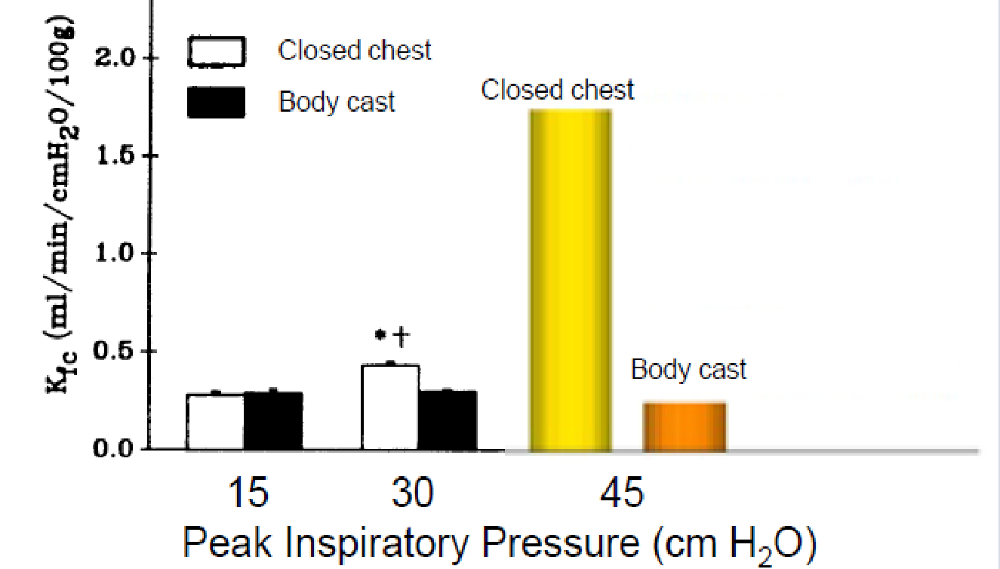 K_fc (ml/min/cmH₂O/100g)
2.0
1.5
1.0
0.5
0.0
Closed chest
Body cast
Closed chest
•†
Body cast
15 30 45
Peak Inspiratory Pressure (cm H₂O)